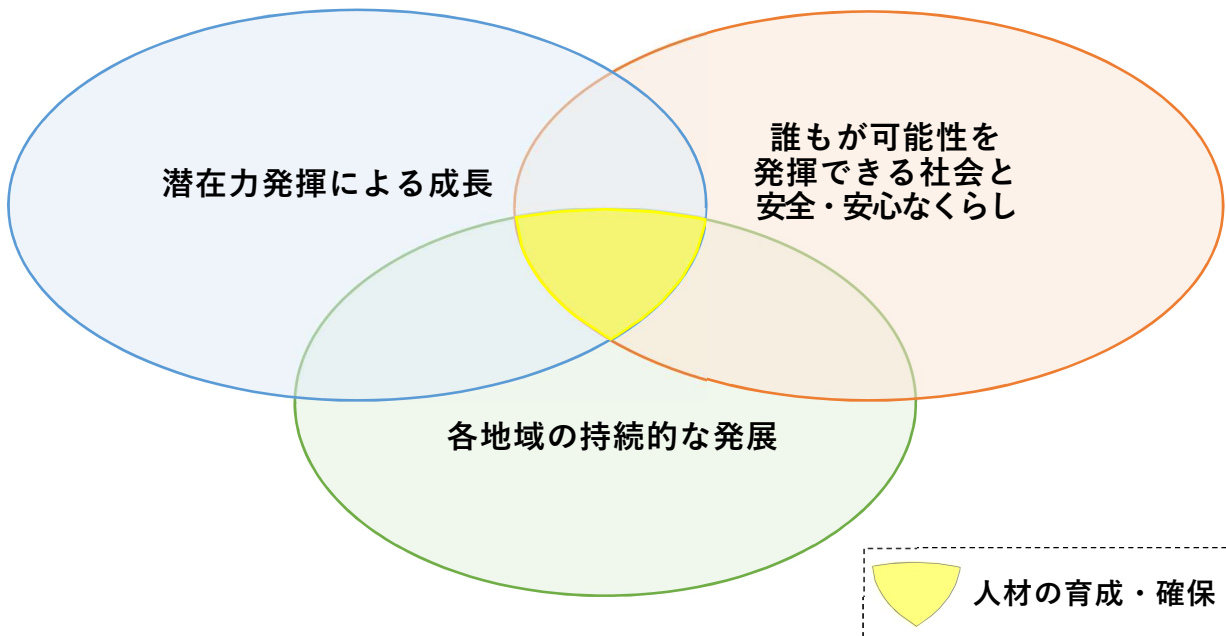 潜在力発揮による成長
誰もが可能性を
発揮できる社会と
安全・安心なくらし
各地域の持続的な発展
人材の育成・確保